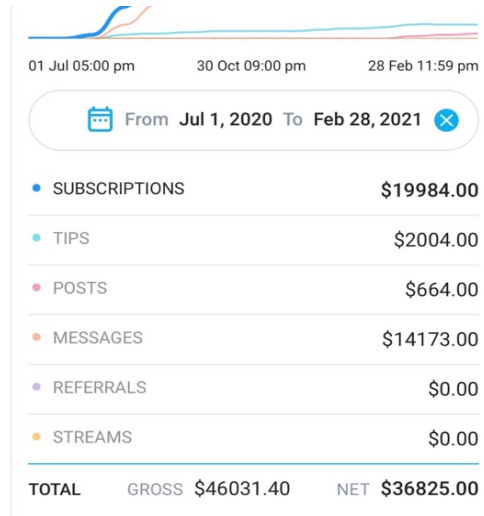 01 Jul 05:00 pm 30 Oct 09:00 pm 28 Feb 11:59 pm
From Jul 1, 2020 To Feb 28, 2021
SUBSCRIPTIONS $19984.00
TIPS $2004.00
POSTS $664.00
MESSAGES $14173.00
REFERRALS $0.00
STREAMS $0.00
TOTAL GROSS $46031.40 NET $36825.00